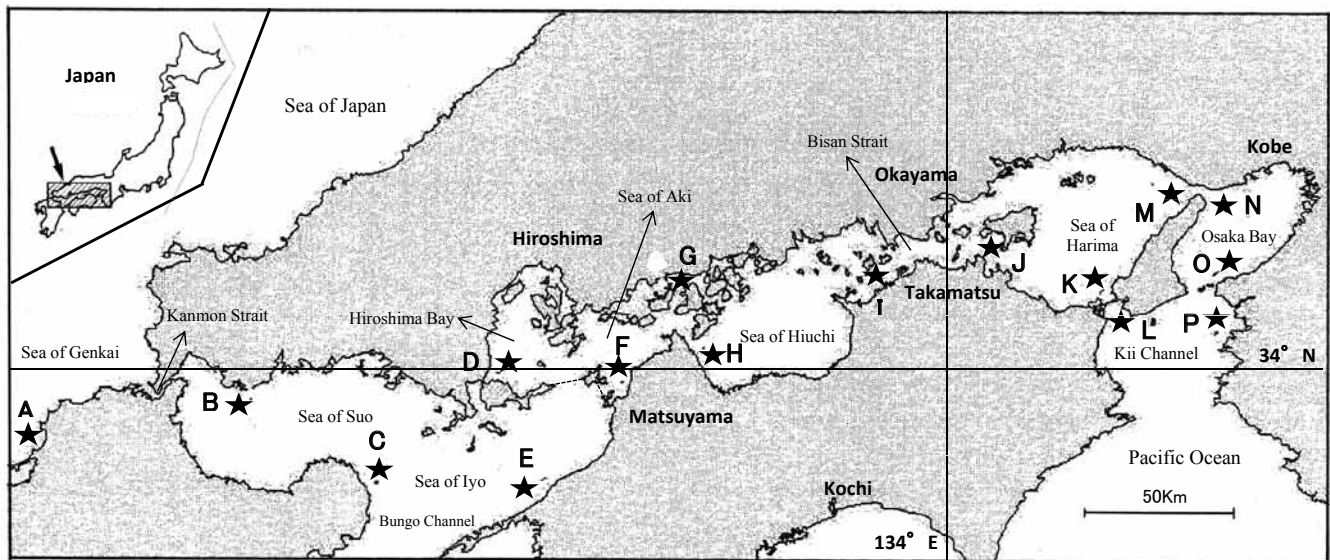 Japan
Sea of Japan
Bisan Strait
Kobe
Okayama
Sea of Aki
M
N
Hiroshima
Sea of
Harima
Osaka Bay
G
J
O
K
I
Takamatsu
Kanmon Strait
Hiroshima Bay
Sea of Hiuchi
L
P
Sea of Genkai
D
F
H
Kii Channel
34° N
A
B
Sea of Suo
Matsuyama
C
E
Sea of Iyo
Pacific Ocean
Kochi
50Km
Bungo Channel
134° E